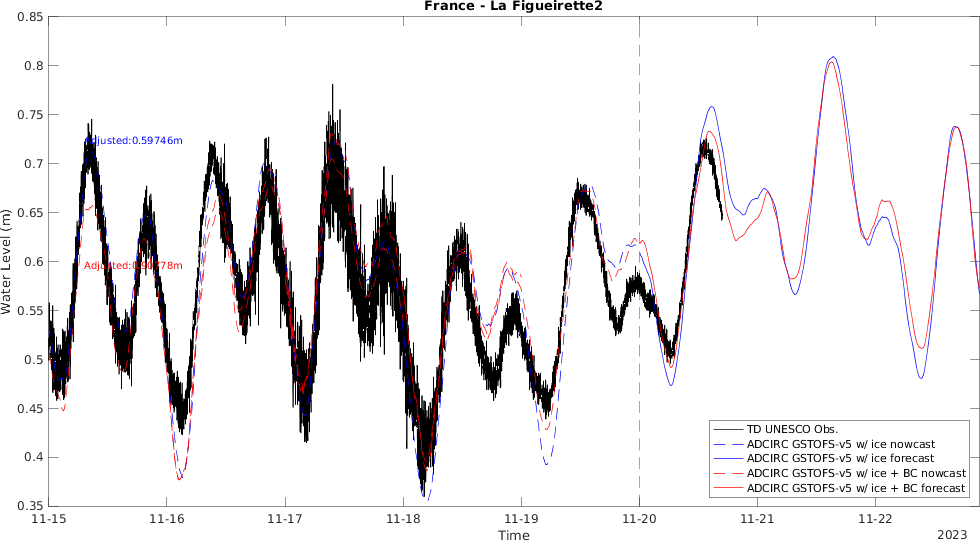 France - La Figueirette2
0.85
0.8
0.75
0.7
0.65
0.6
0.55
0.5
0.45
0.4
0.35
Water Level (m)
Adjusted:0.59746m
11-15
11-16
11-17
11-18
11-19
11-20
11-21
11-22
Time
2023
TD UNESCO Obs.
ADCIRC GSTOFS-v5 w/ ice nowcast
ADCIRC GSTOFS-v5 w/ ice forecast
ADCIRC GSTOFS-v5 w/ ice + BC nowcast
ADCIRC GSTOFS-v5 w/ ice + BC forecast